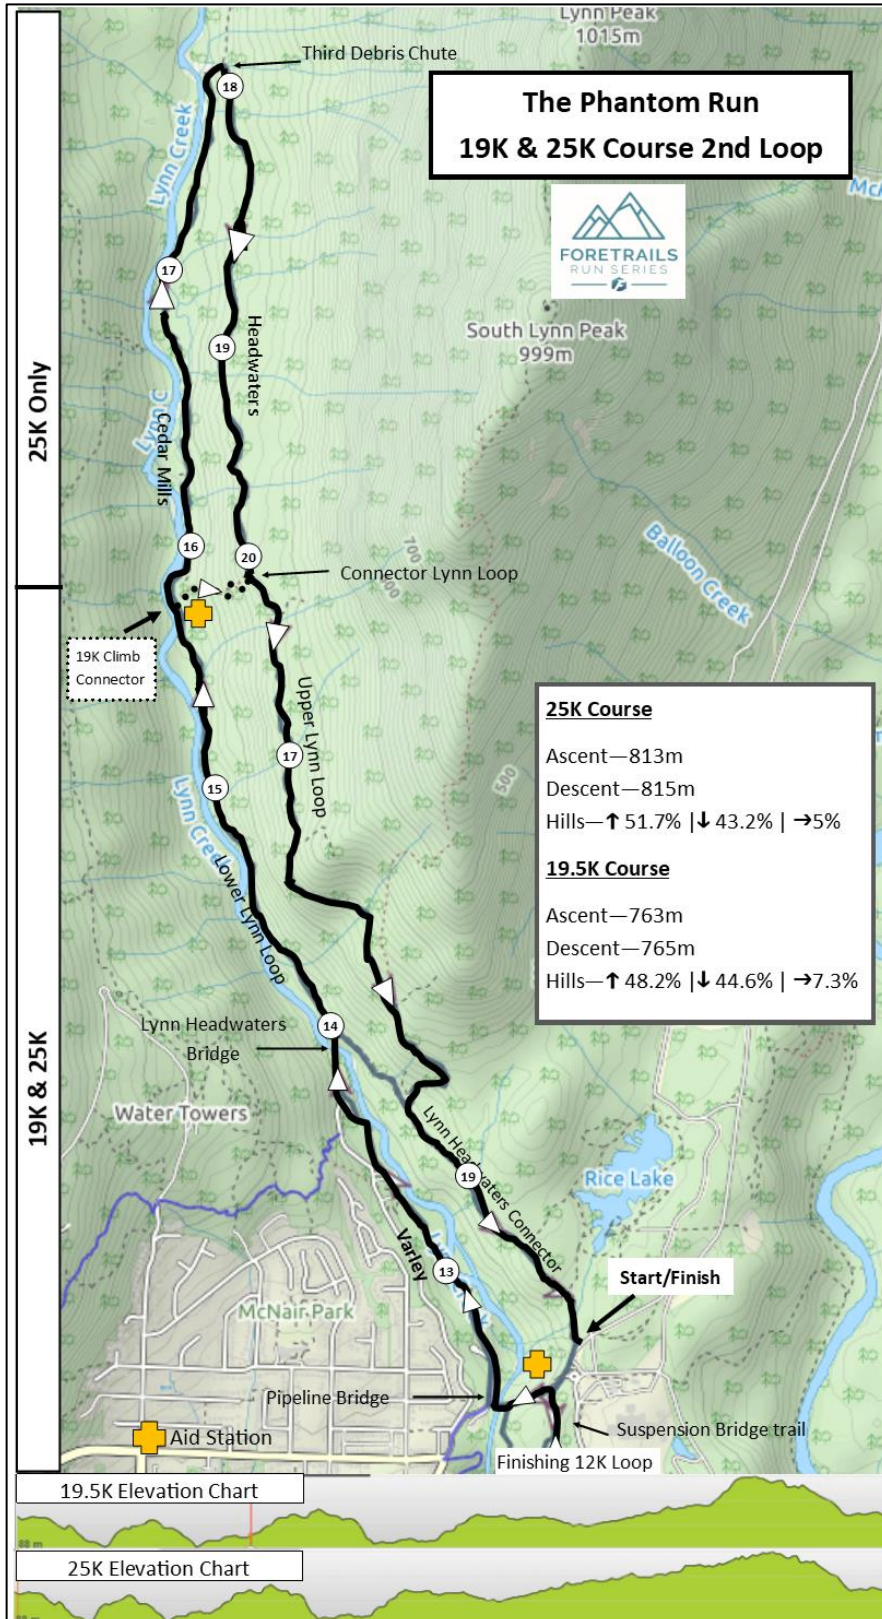 Lynn Peak
1015m
Third Debris Chute
18
The Phantom Run
19K & 25K Course 2nd Loop
Lynn Creek
FORETRAILS
RUN SERIES
17
South Lynn Peak
999m
19
Headwaters
25K Only
Lynn C
Cedar Mills
16
20
700
Connector Lynn Loop
Balloon Creek
19K Climb
Connector
Upper Lynn Loop
17
500
15
Lynn Creek
Lower Lynn Loop
25K Course
Ascent—813m
Descent—815m
Hills—↑ 51.7% |↓ 43.2% | →5%
19.5K Course
Ascent—763m
Descent—765m
Hills—↑ 48.2% |↓ 44.6% | →7.3%
14
Lynn Headwaters
Bridge
19K & 25K
Water Towers
Lynn Headwaters Connector
19
Rice Lake
Varley
13
Start/Finish
McNair Park
Pipeline Bridge
Suspension Bridge trail
Aid Station
Finishing 12K Loop
19.5K Elevation Chart
88 m
25K Elevation Chart